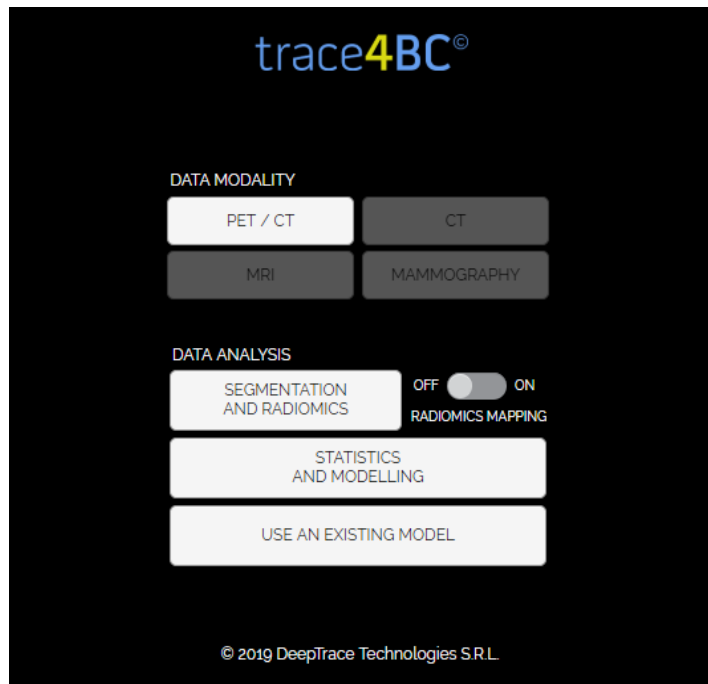 trace4BC©
DATA MODALITY
PET / CT
CT
MRI
MAMMOGRAPHY
DATA ANALYSIS
SEGMENTATION
AND RADIOMICS
OFF ON
RADIOMICS MAPPING
STATISTICS
AND MODELLING
USE AN EXISTING MODEL
© 2019 DeepTrace Technologies S.R.L.